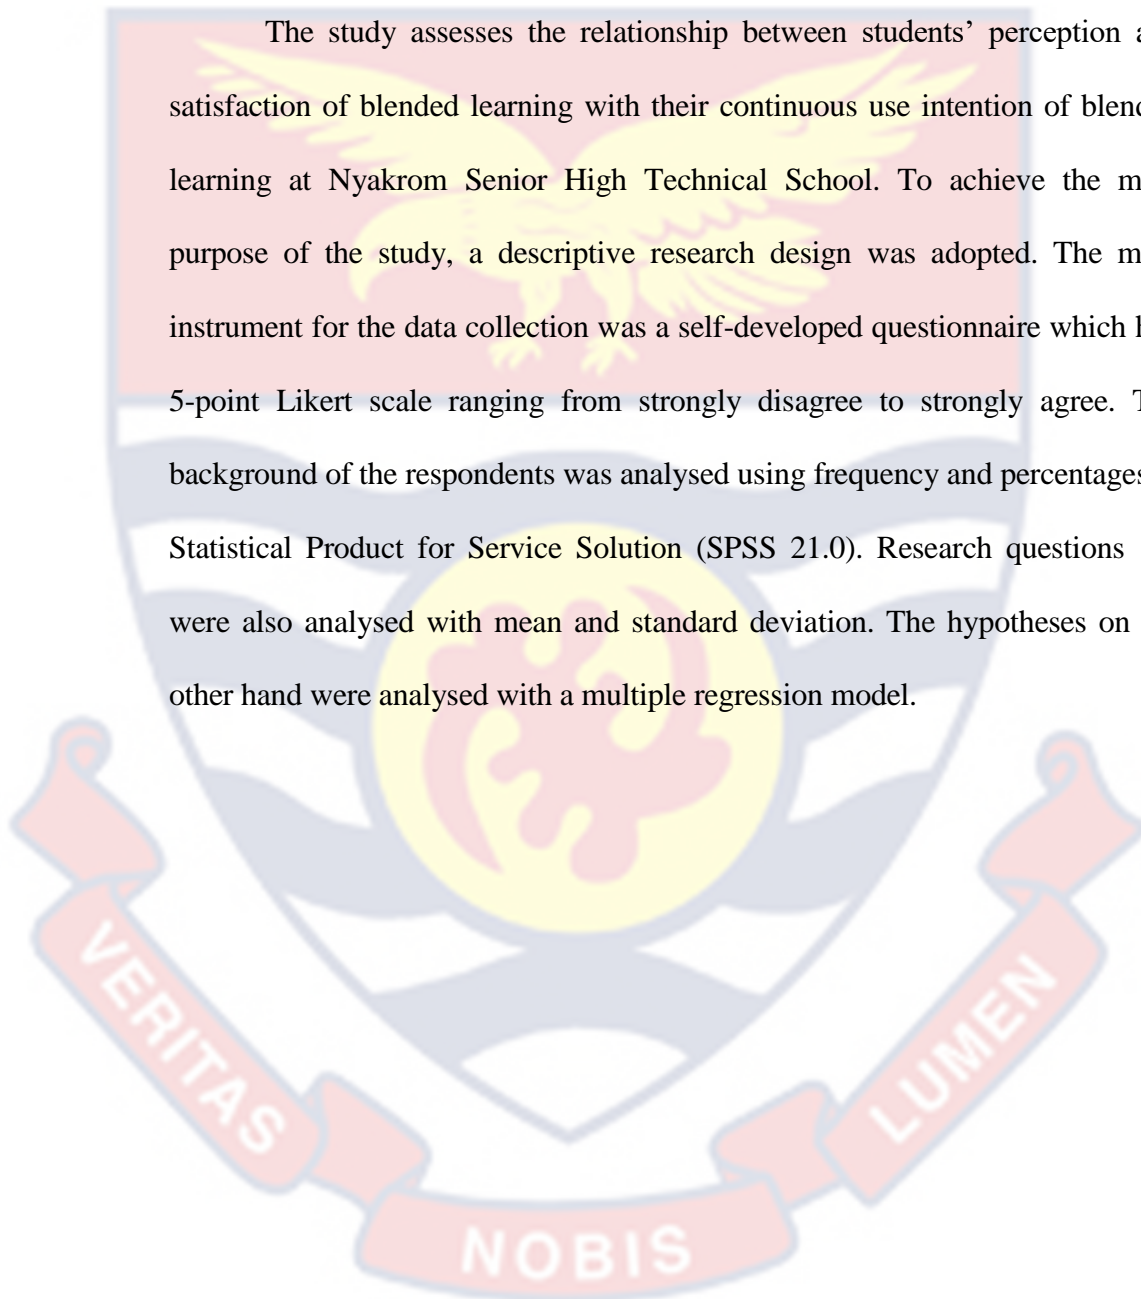 The study assesses the relationship between students’ perception a
satisfaction of blended learning with their continuous use intention of blend
learning at Nyakrom Senior High Technical School. To achieve the m
purpose of the study, a descriptive research design was adopted. The m
instrument for the data collection was a self-developed questionnaire which h
5-point Likert scale ranging from strongly disagree to strongly agree. T
background of the respondents was analysed using frequency and percentages
Statistical Product for Service Solution (SPSS 21.0). Research questions
were also analysed with mean and standard deviation. The hypotheses on
other hand were analysed with a multiple regression model.
VERITAS
NOBIS
LUMEN